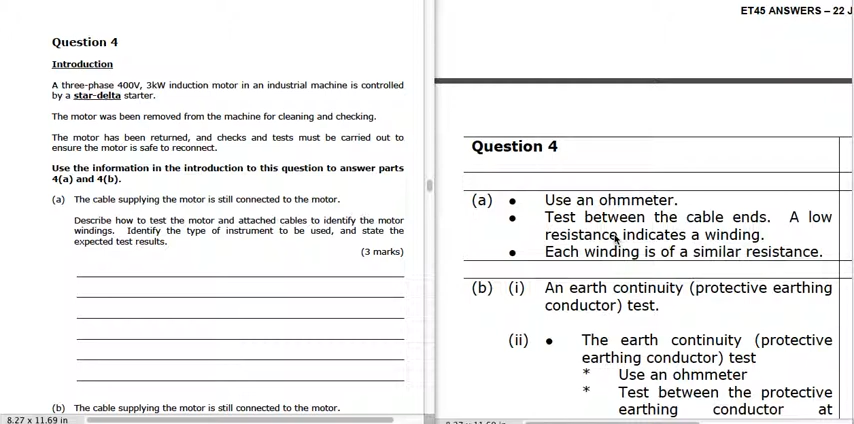 Question 4
Introduction
A three-phase 400V, 3kW induction motor in an industrial machine is controlled
by a star-delta starter.
The motor was been removed from the machine for cleaning and checking.
The motor has been returned, and checks and tests must be carried out to
ensure the motor is safe to reconnect.
Use the information in the introduction to this question to answer parts
4(a) and 4(b).
(a) The cable supplying the motor is still connected to the motor.
Describe how to test the motor and attached cables to identify the motor
windings. Identify the type of instrument to be used, and state the
expected test results.
(3 marks)
(b) The cable supplying the motor is still connected to the motor.
8.27 x 11.69 in
ET45 ANSWERS – 22 J
Question 4
(a) • Use an ohmmeter.
• Test between the cable ends. A low
resistance indicates a winding.
• Each winding is of a similar resistance.
(b) (i) An earth continuity (protective earthing
conductor) test.
(ii) • The earth continuity (protective
earthing conductor) test
* Use an ohmmeter
* Test between the protective
earthing conductor at
8.27 x 11.69 in